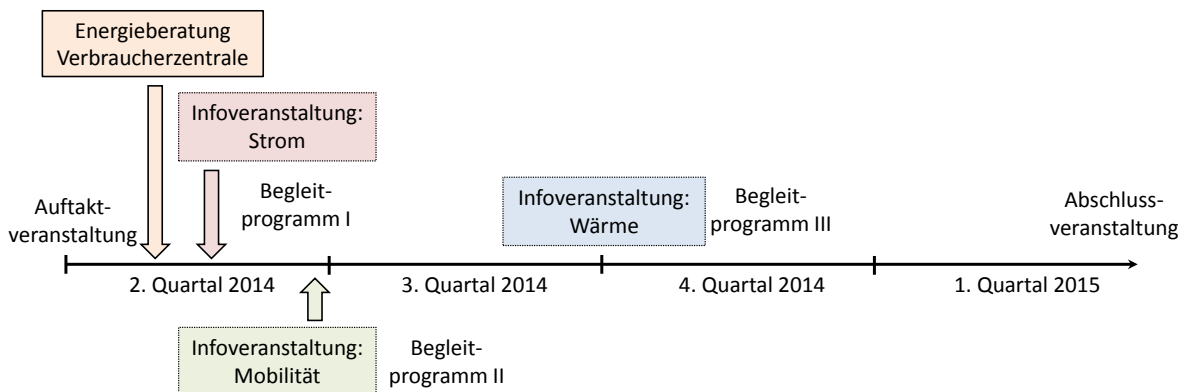 Energieberatung
Verbraucherzentrale
Infoveranstaltung:
Strom
Auftakt-
veranstaltung
Begleit-
programm I
Infoveranstaltung:
Wärme
Begleit-
programm III
Abschluss-
veranstaltung
2. Quartal 2014
3. Quartal 2014
4. Quartal 2014
1. Quartal 2015
Infoveranstaltung:
Mobilität
Begleit-
programm II